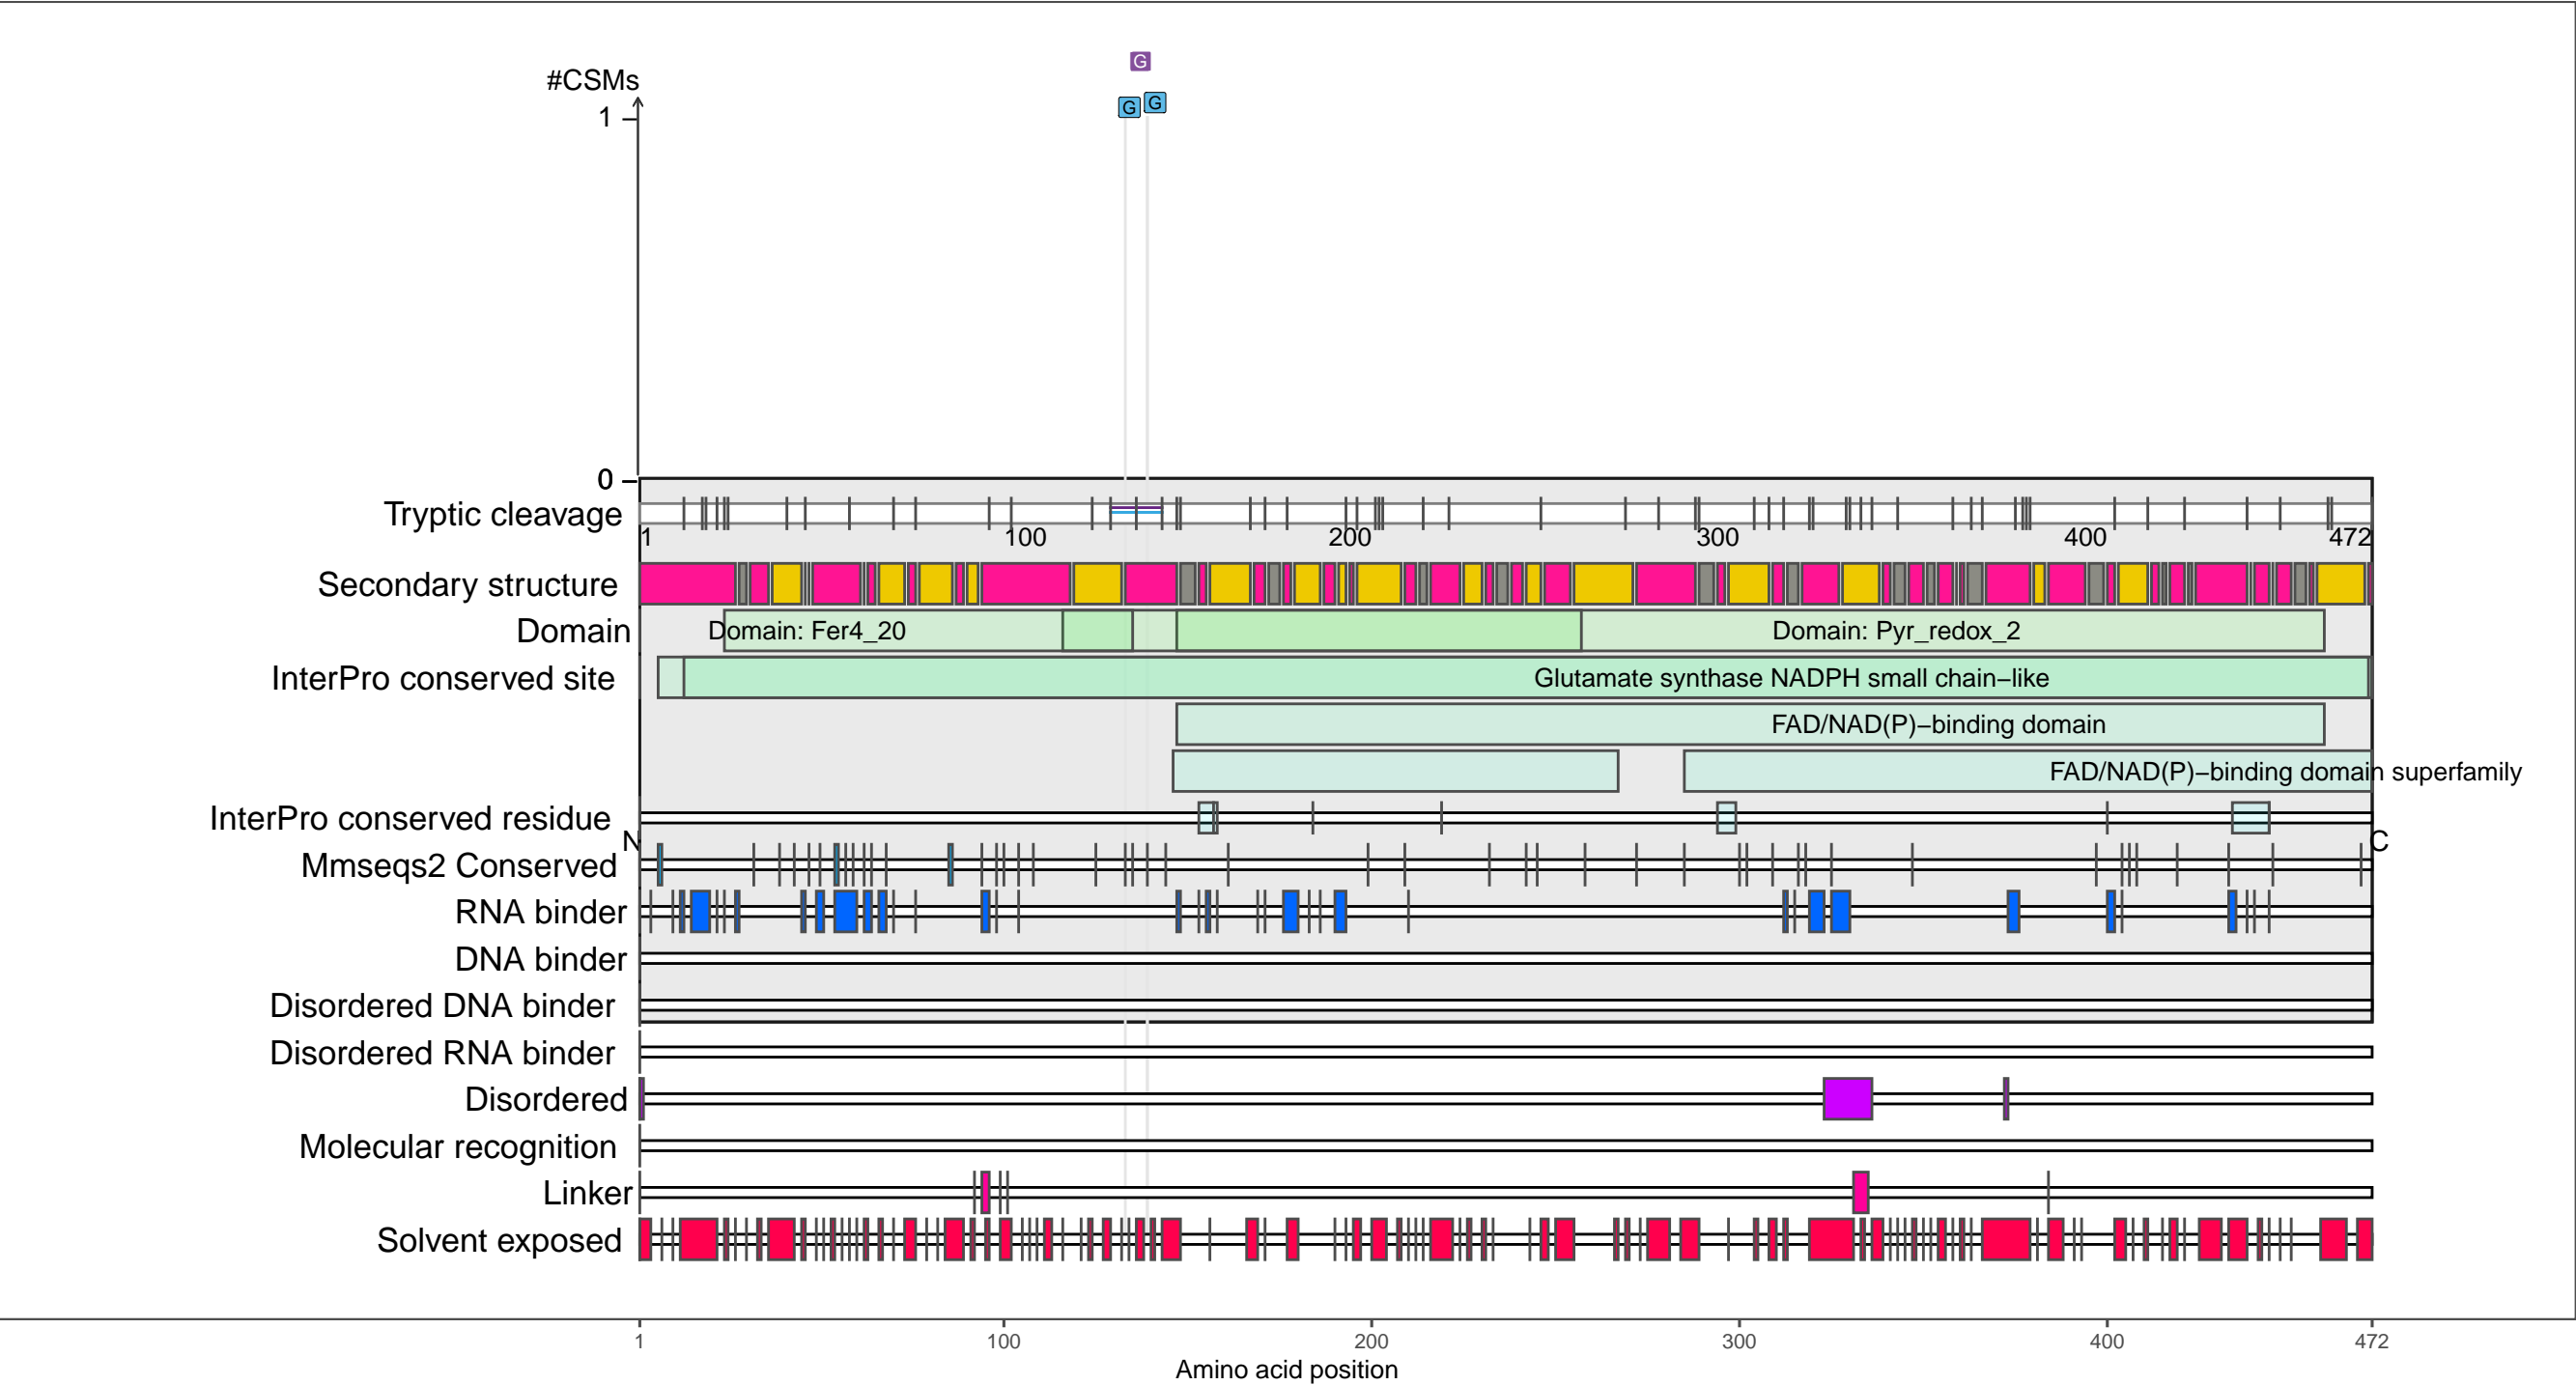 G
#CSMs
G G
1
0
Tryptic cleavage
1 100 200 300 400 472
Secondary structure
Domain
Domain: Fer4_20
Domain: Pyr_redox_2
InterPro conserved site
Glutamate synthase NADPH small chain−like
FAD/NAD(P)−binding domain
FAD/NAD(P)−binding domain superfamily
InterPro conserved residue
N
C
Mmseqs2 Conserved
RNA binder
DNA binder
Disordered DNA binder
Disordered RNA binder
Disordered
Molecular recognition
Linker
Solvent exposed
1 100 200 300 400 472
Amino acid position